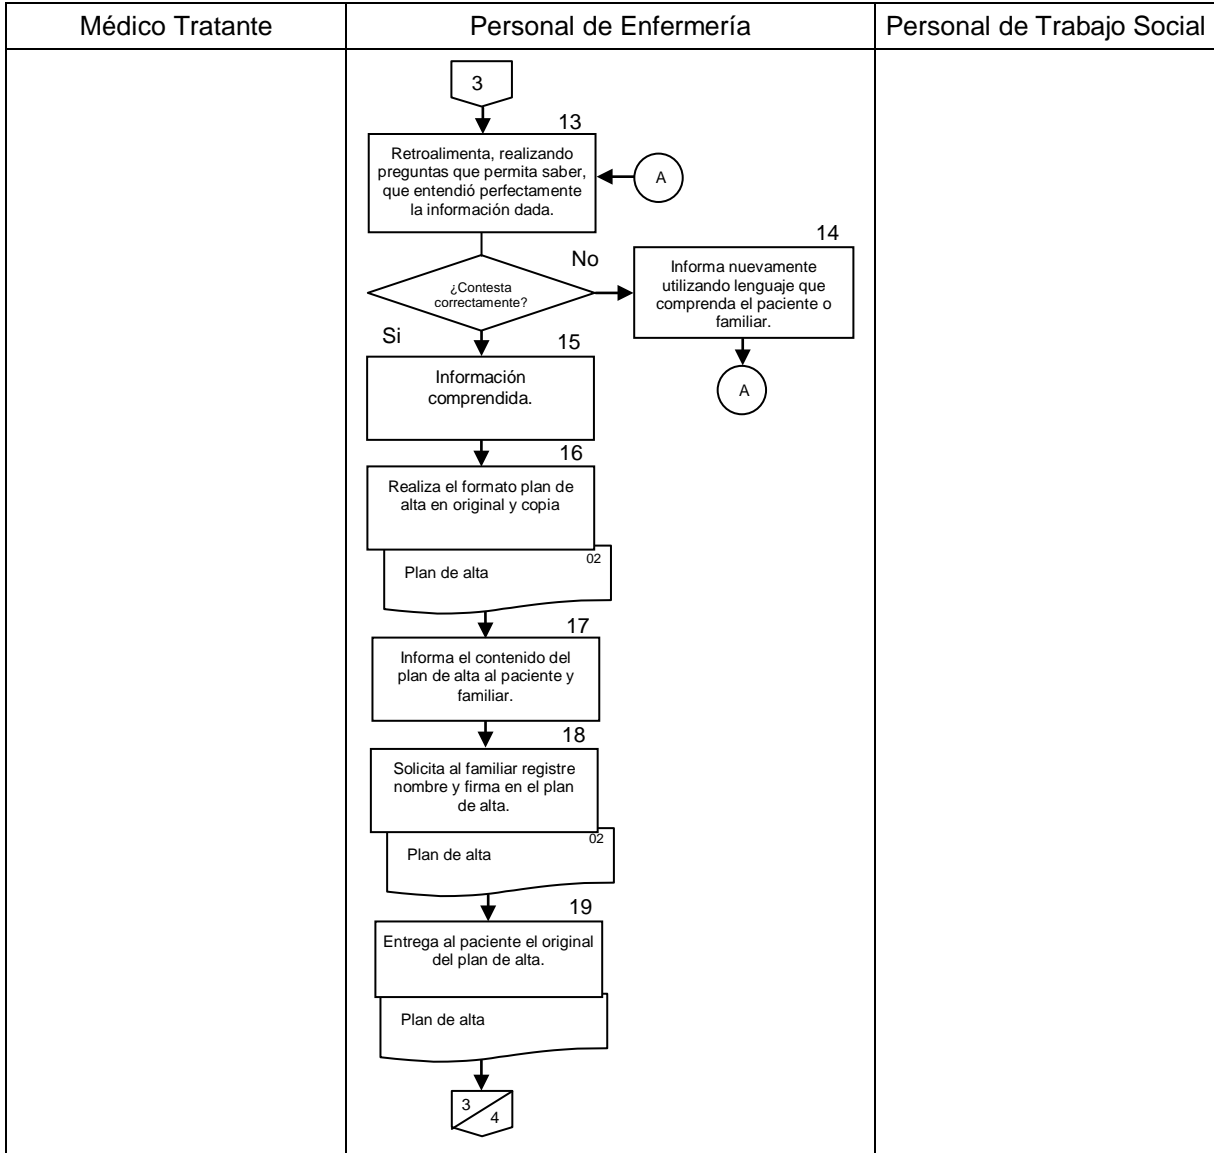 Médico Tratante
Personal de Enfermería
Personal de Trabajo Social
3
13
Retroalimenta, realizando
preguntas que permita saber,
que entendió perfectamente
la información dada.
A
14
No
¿Contesta
correctamente?
Informa nuevamente
utilizando lenguaje que
comprenda el paciente o
familiar.
Si
15
A
Información
comprendida.
16
Realiza el formato plan de
alta en original y copia
02
Plan de alta
17
Informa el contenido del
plan de alta al paciente y
familiar.
18
Solicita al familiar registre
nombre y firma en el plan
de alta.
02
Plan de alta
19
Entrega al paciente el original
del plan de alta.
Plan de alta
3
4